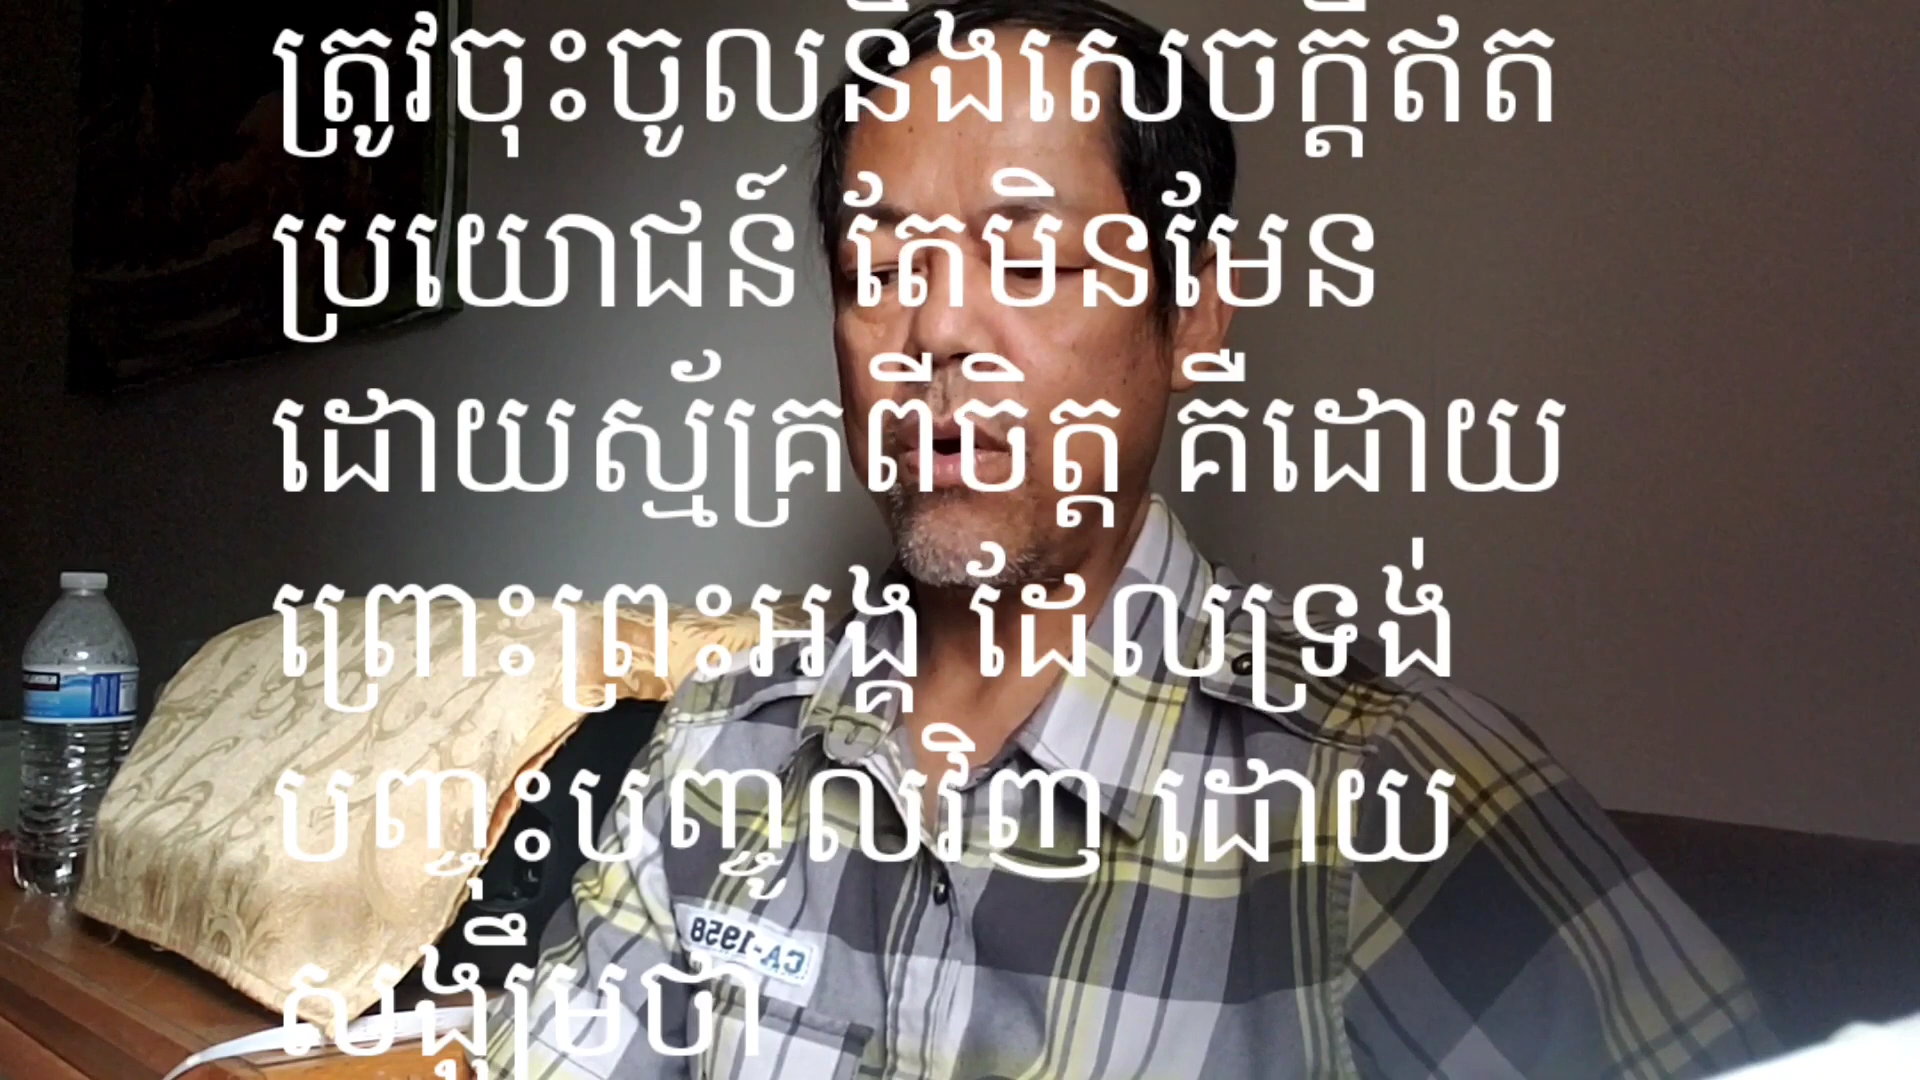 ត្រូវចុះចូលនឹងសេចក្ដីឥត
ប្រយោជន៍ តែមិនមែន
ដោយស្ម័គ្រពីចិត្ត គឺដោយ
ព្រោះព្រះអង្គ ដែលទ្រង់
បញ្ចុះបញ្ចូលវិញ ដោយ
សង្ឃឹមថា
CA-1958